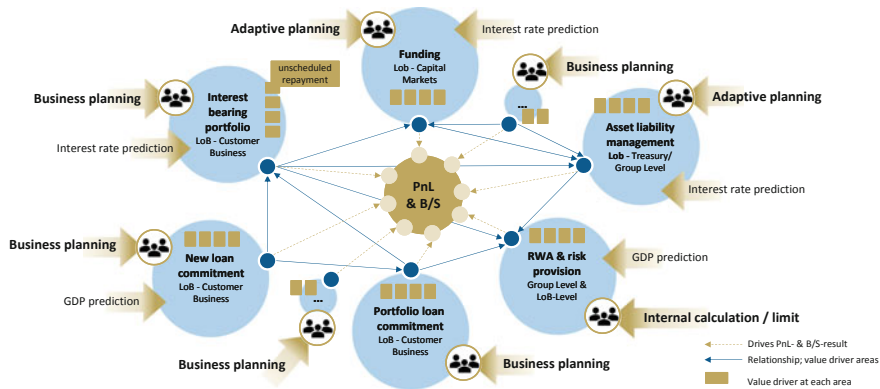 Adaptive planning
Interest rate prediction
Funding
Lob - Capital
Markets
Business planning
unscheduled
repayment
Business planning
Interest
bearing
portfolio
LoB - Customer
Business
Interest rate prediction
...
Adaptive planning
Asset liability
management
Lob - Treasury/
Group Level
Interest rate prediction
PnL
& B/S
Business planning
New loan
commitment
LoB - Customer
Business
GDP prediction
...
Business planning
Portfolio loan
commitment
LoB - Customer
Business
Business planning
RWA & risk
provision
Group Level &
LoB-Level
GDP prediction
Internal calculation / limit
Drives PnL- & B/S-result
Relationship; value driver areas
Value driver at each area